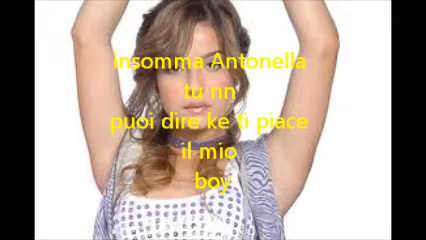 insomma Antonella
tu nn
puoi dire ke ti piace
il mio
boy